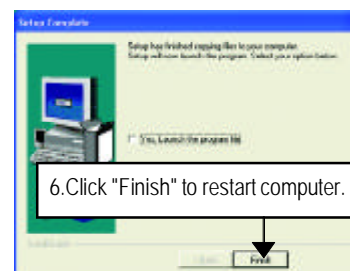 Setup Complete
Setup has finished copying files to your computer.
Setup will now launch the program. Select your option below.
Yes, Launch the program file
6.Click "Finish" to restart computer.
Finish